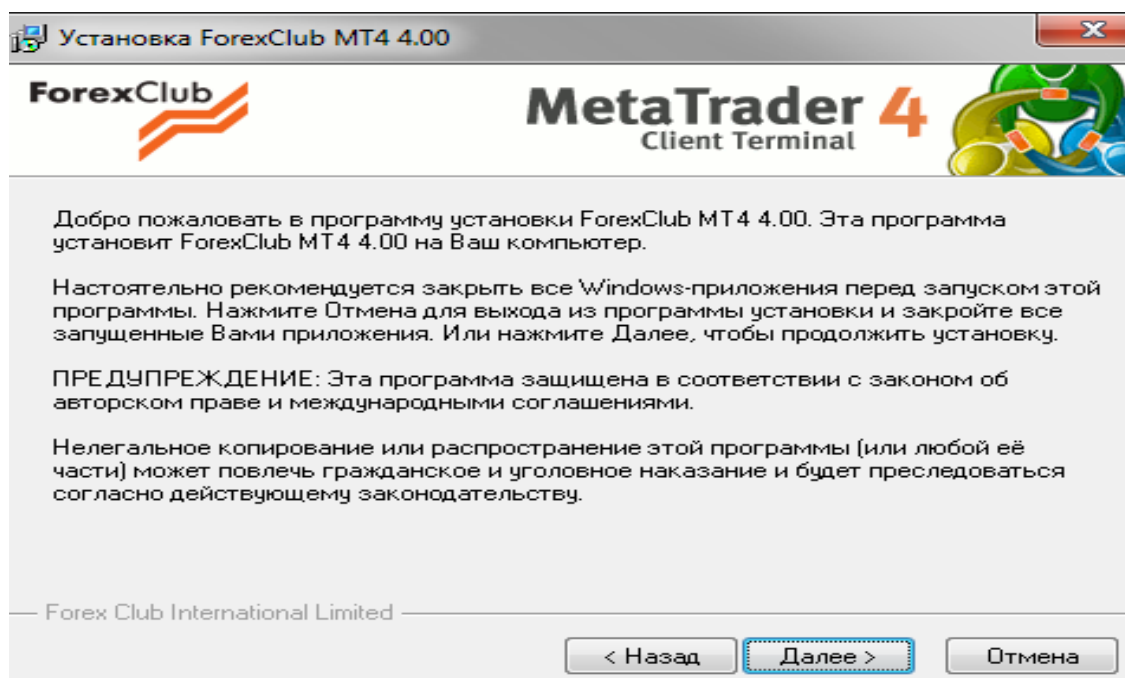 Установка ForexClub MT4 4.00
ForexClub
MetaTrader 4
Client Terminal
Добро пожаловать в программу установки ForexClub MT4 4.00. Эта программа
установит ForexClub MT4 4.00 на Ваш компьютер.
Настоятельно рекомендуется закрыть все Windows-приложения перед запуском этой
программы. Нажмите Отмена для выхода из программы установки и закройте все
запущенные Вами приложения. Или нажмите Далее, чтобы продолжить установку.
ПРЕДУПРЕЖДЕНИЕ: Эта программа защищена в соответствии с законом об
авторском праве и международными соглашениями.
Нелегальное копирование или распространение этой программы (или любой её
части) может повлечь гражданское и уголовное наказание и будет преследоваться
согласно действующему законодательству.
Forex Club International Limited
< Назад Далее > Отмена